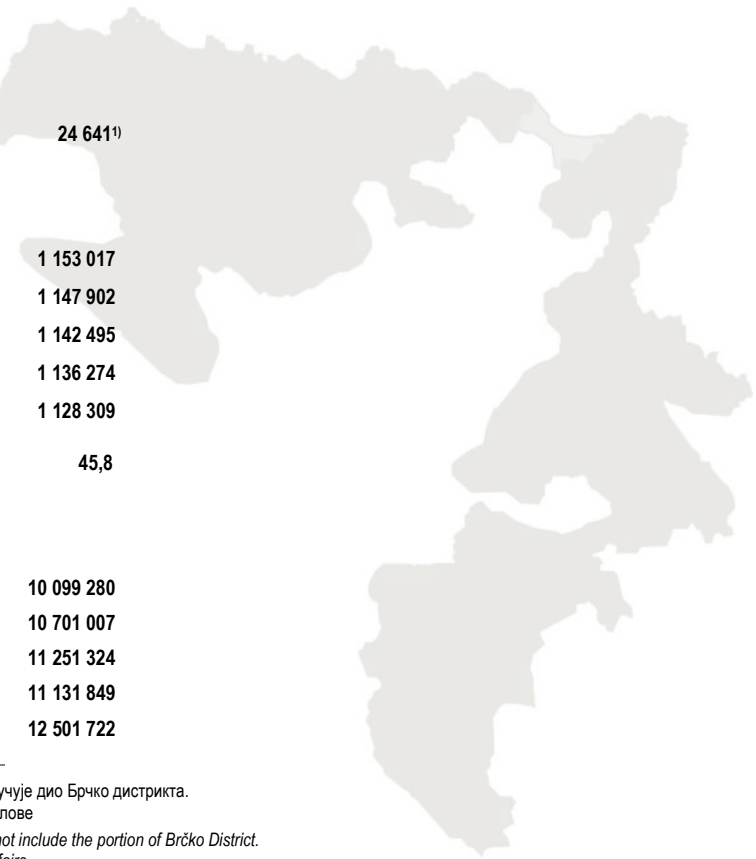 24 641¹⁾
1 153 017
1 147 902
1 142 495
1 136 274
1 128 309
45,8
10 099 280
10 701 007
11 251 324
11 131 849
12 501 722
дио Брчко дистрикта.
not include the portion of Brčko District.